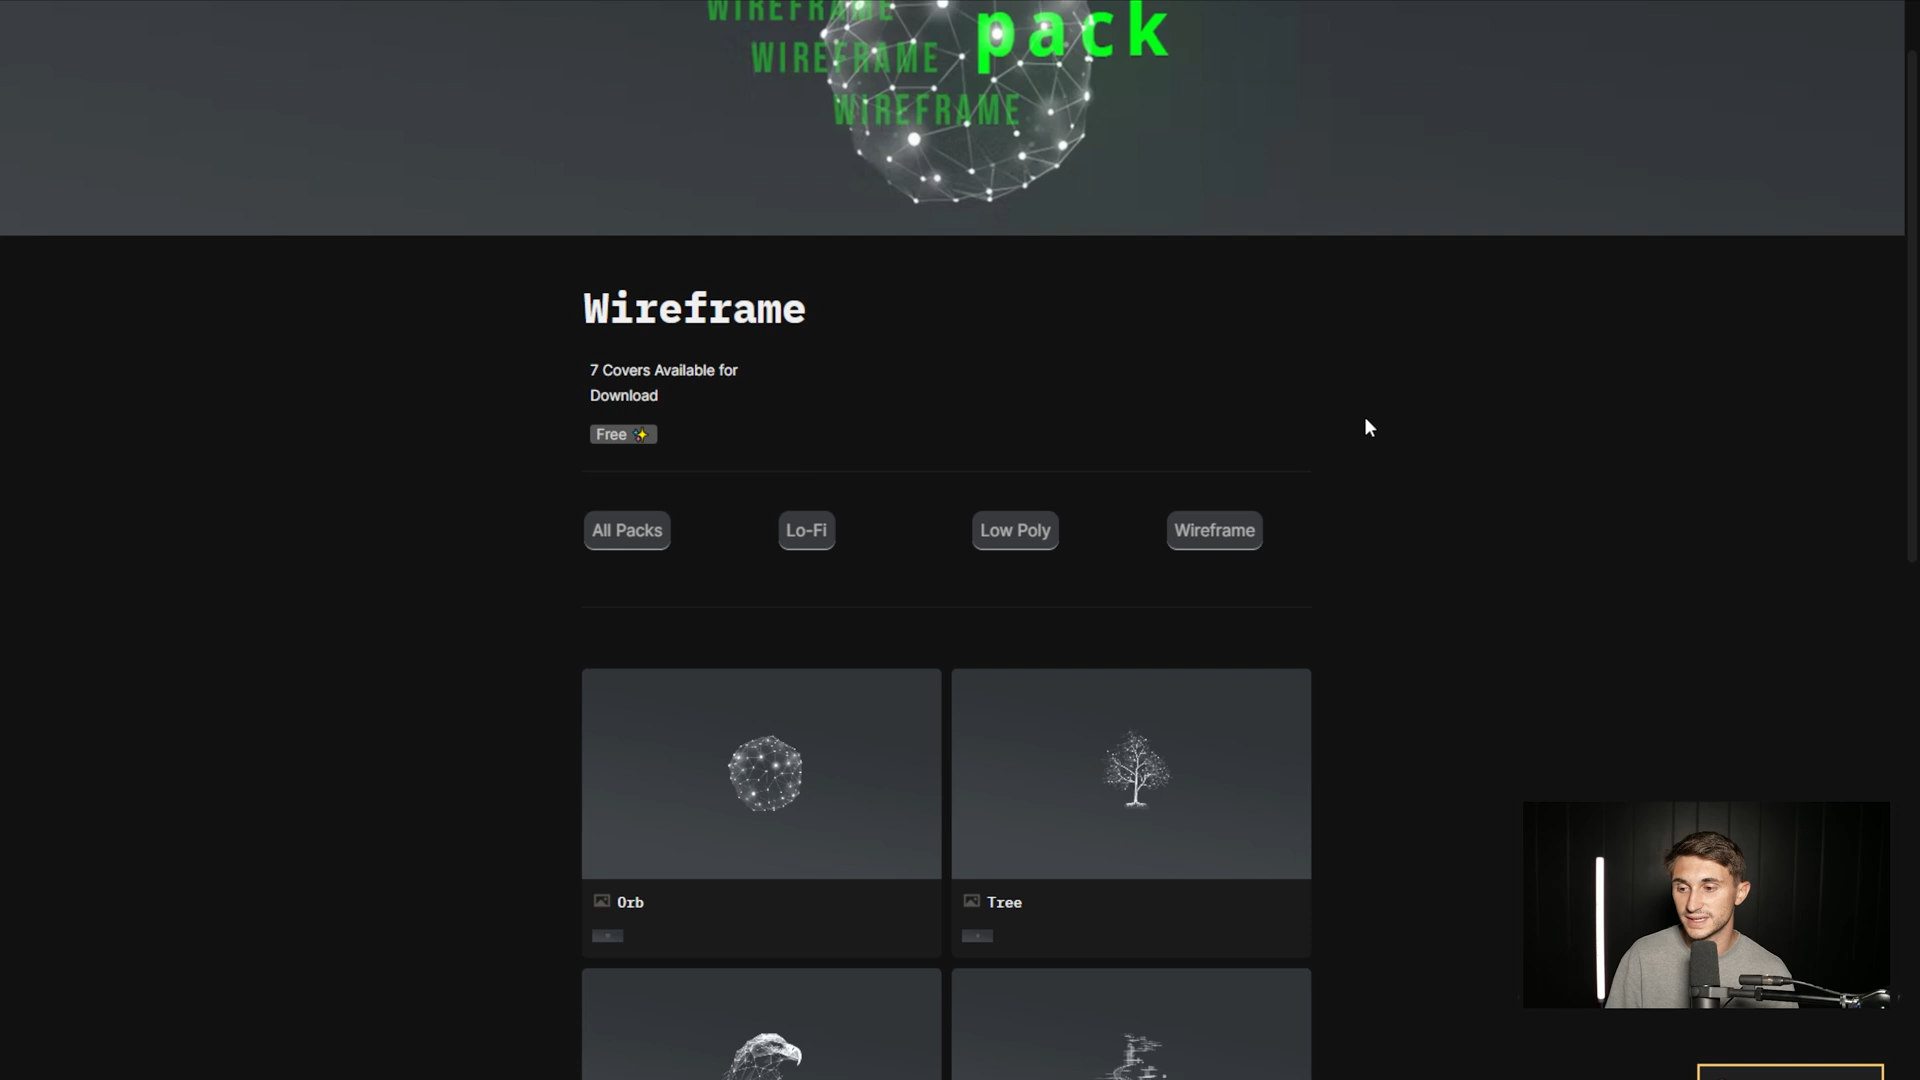 WIREFRAME
pack
WIREFRAME
WIREFRAME
Wireframe
7 Covers Available for
Download
Free ✨
All Packs
Lo-Fi
Low Poly
Wireframe
Orb
Tree